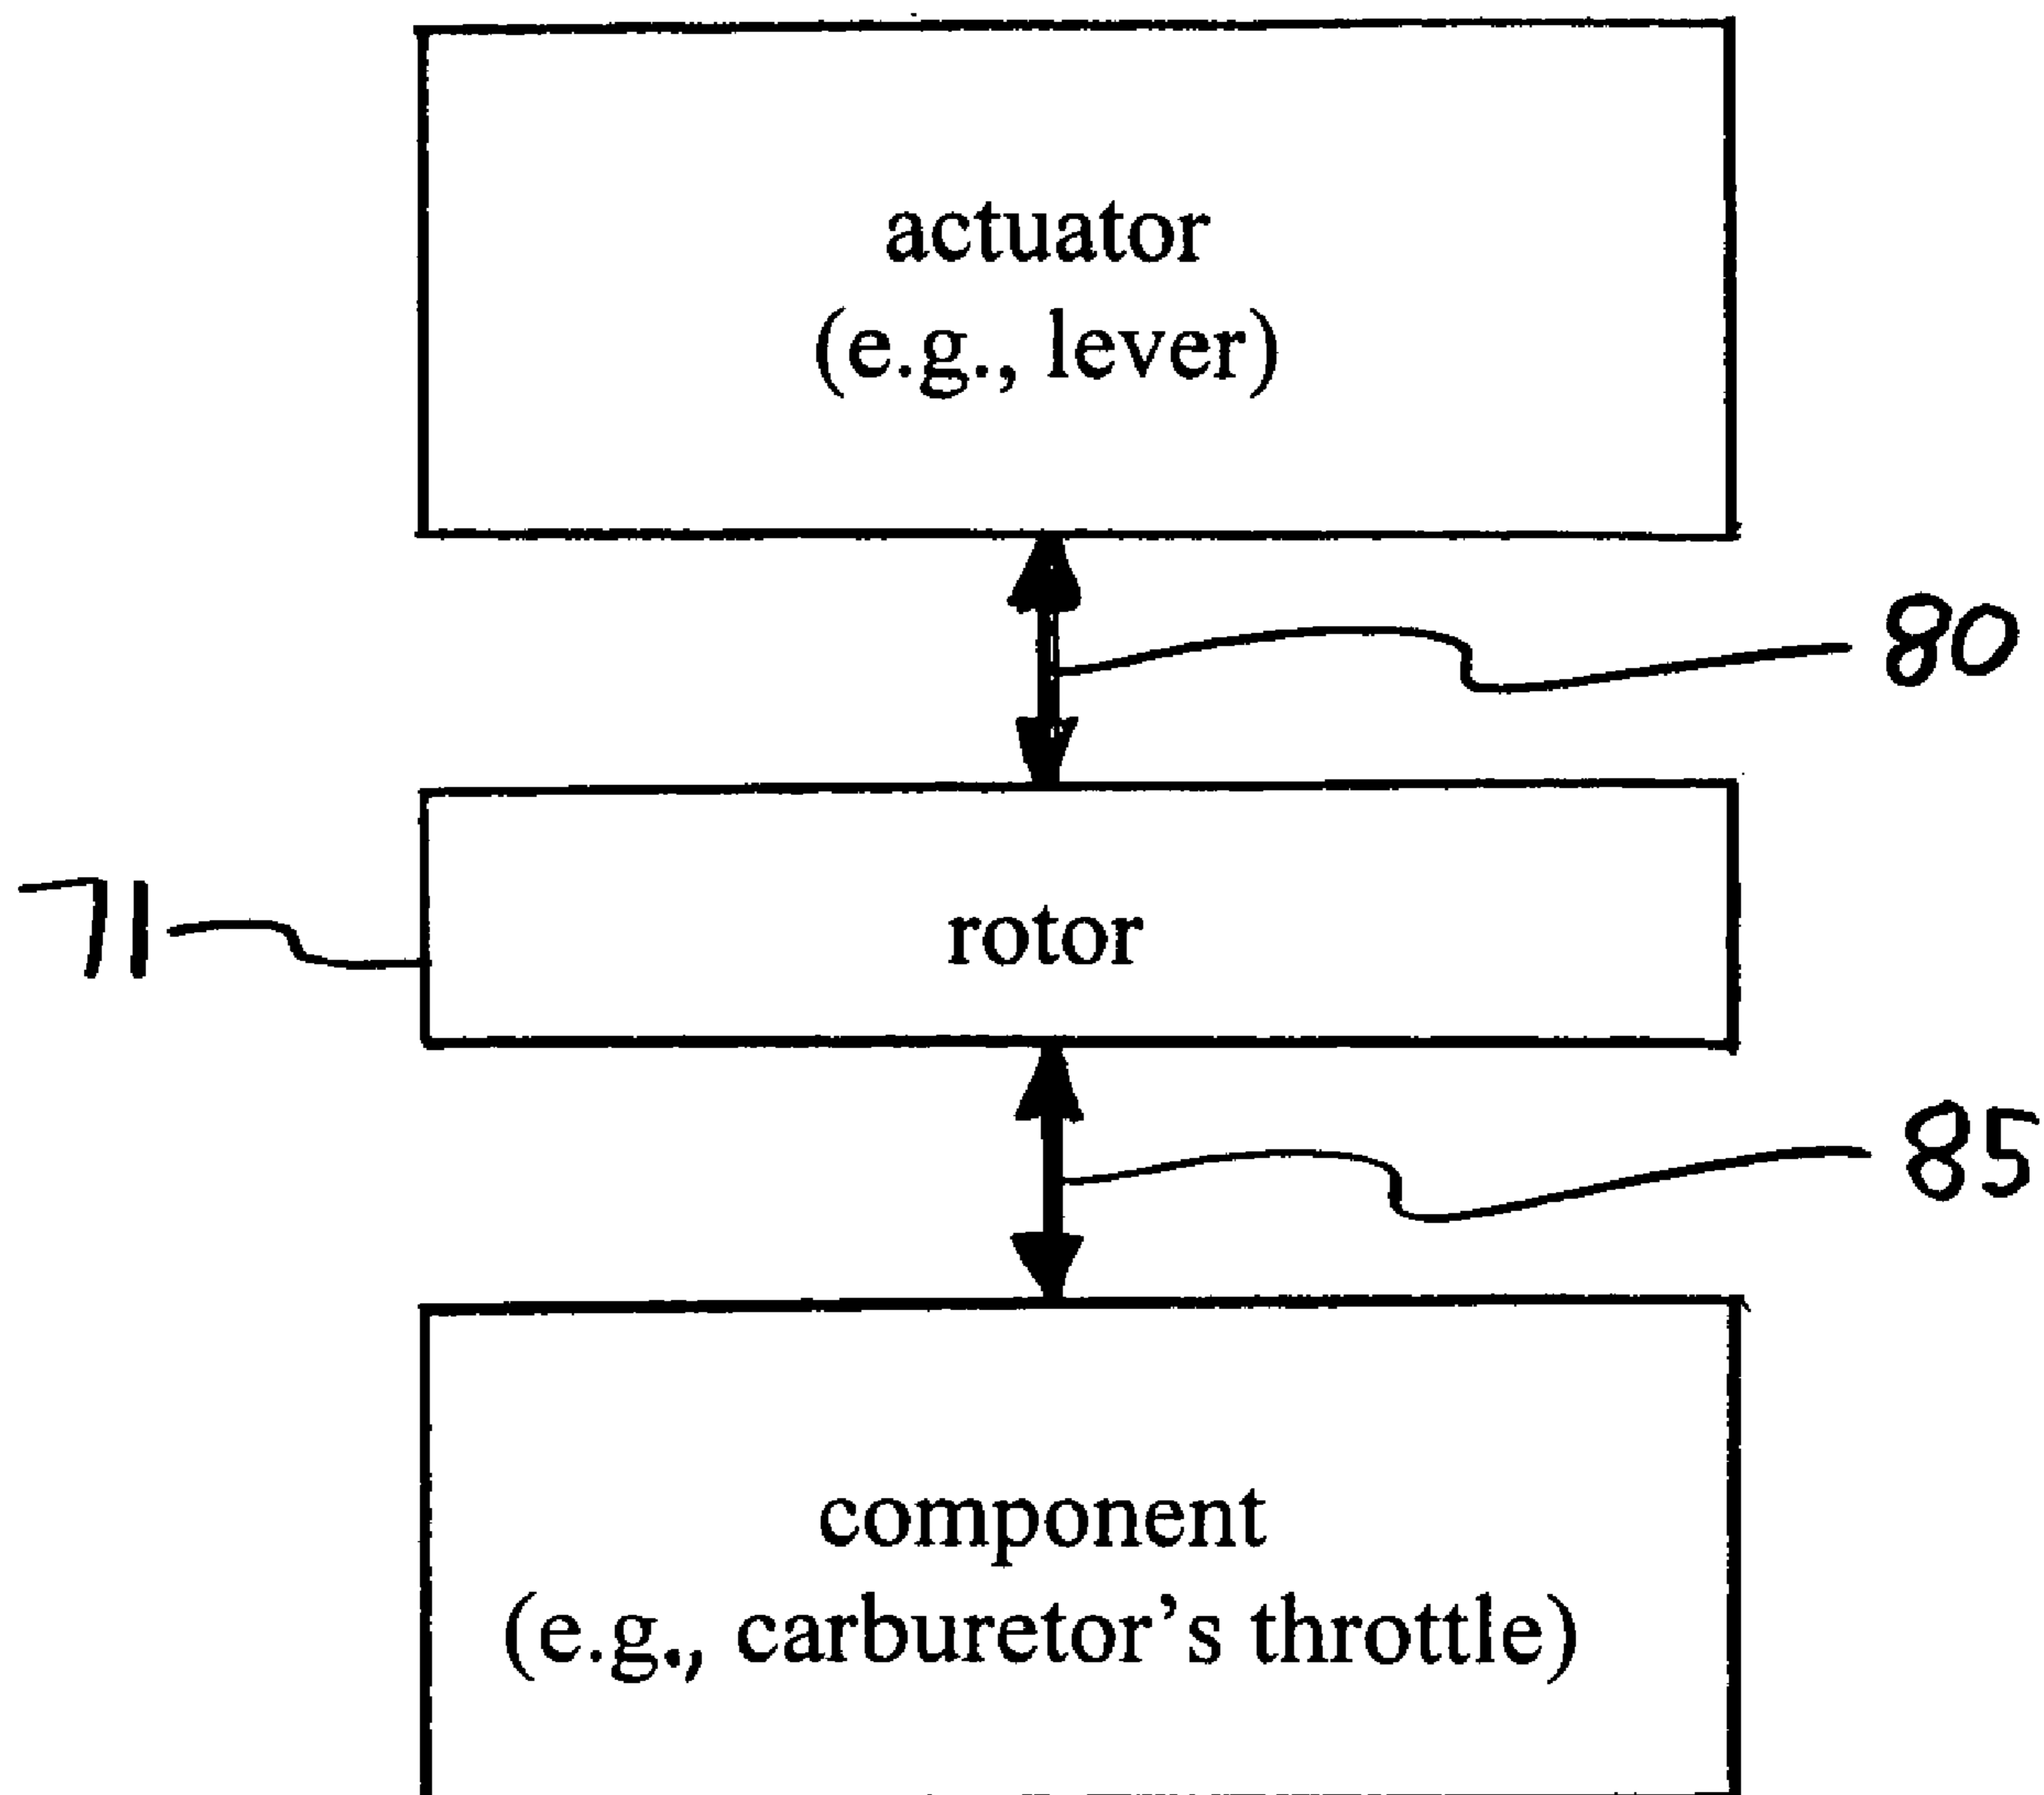 actuator
(e.g., lever)
80
rotor
71
85
component
(e.g., carburetor's throttle)